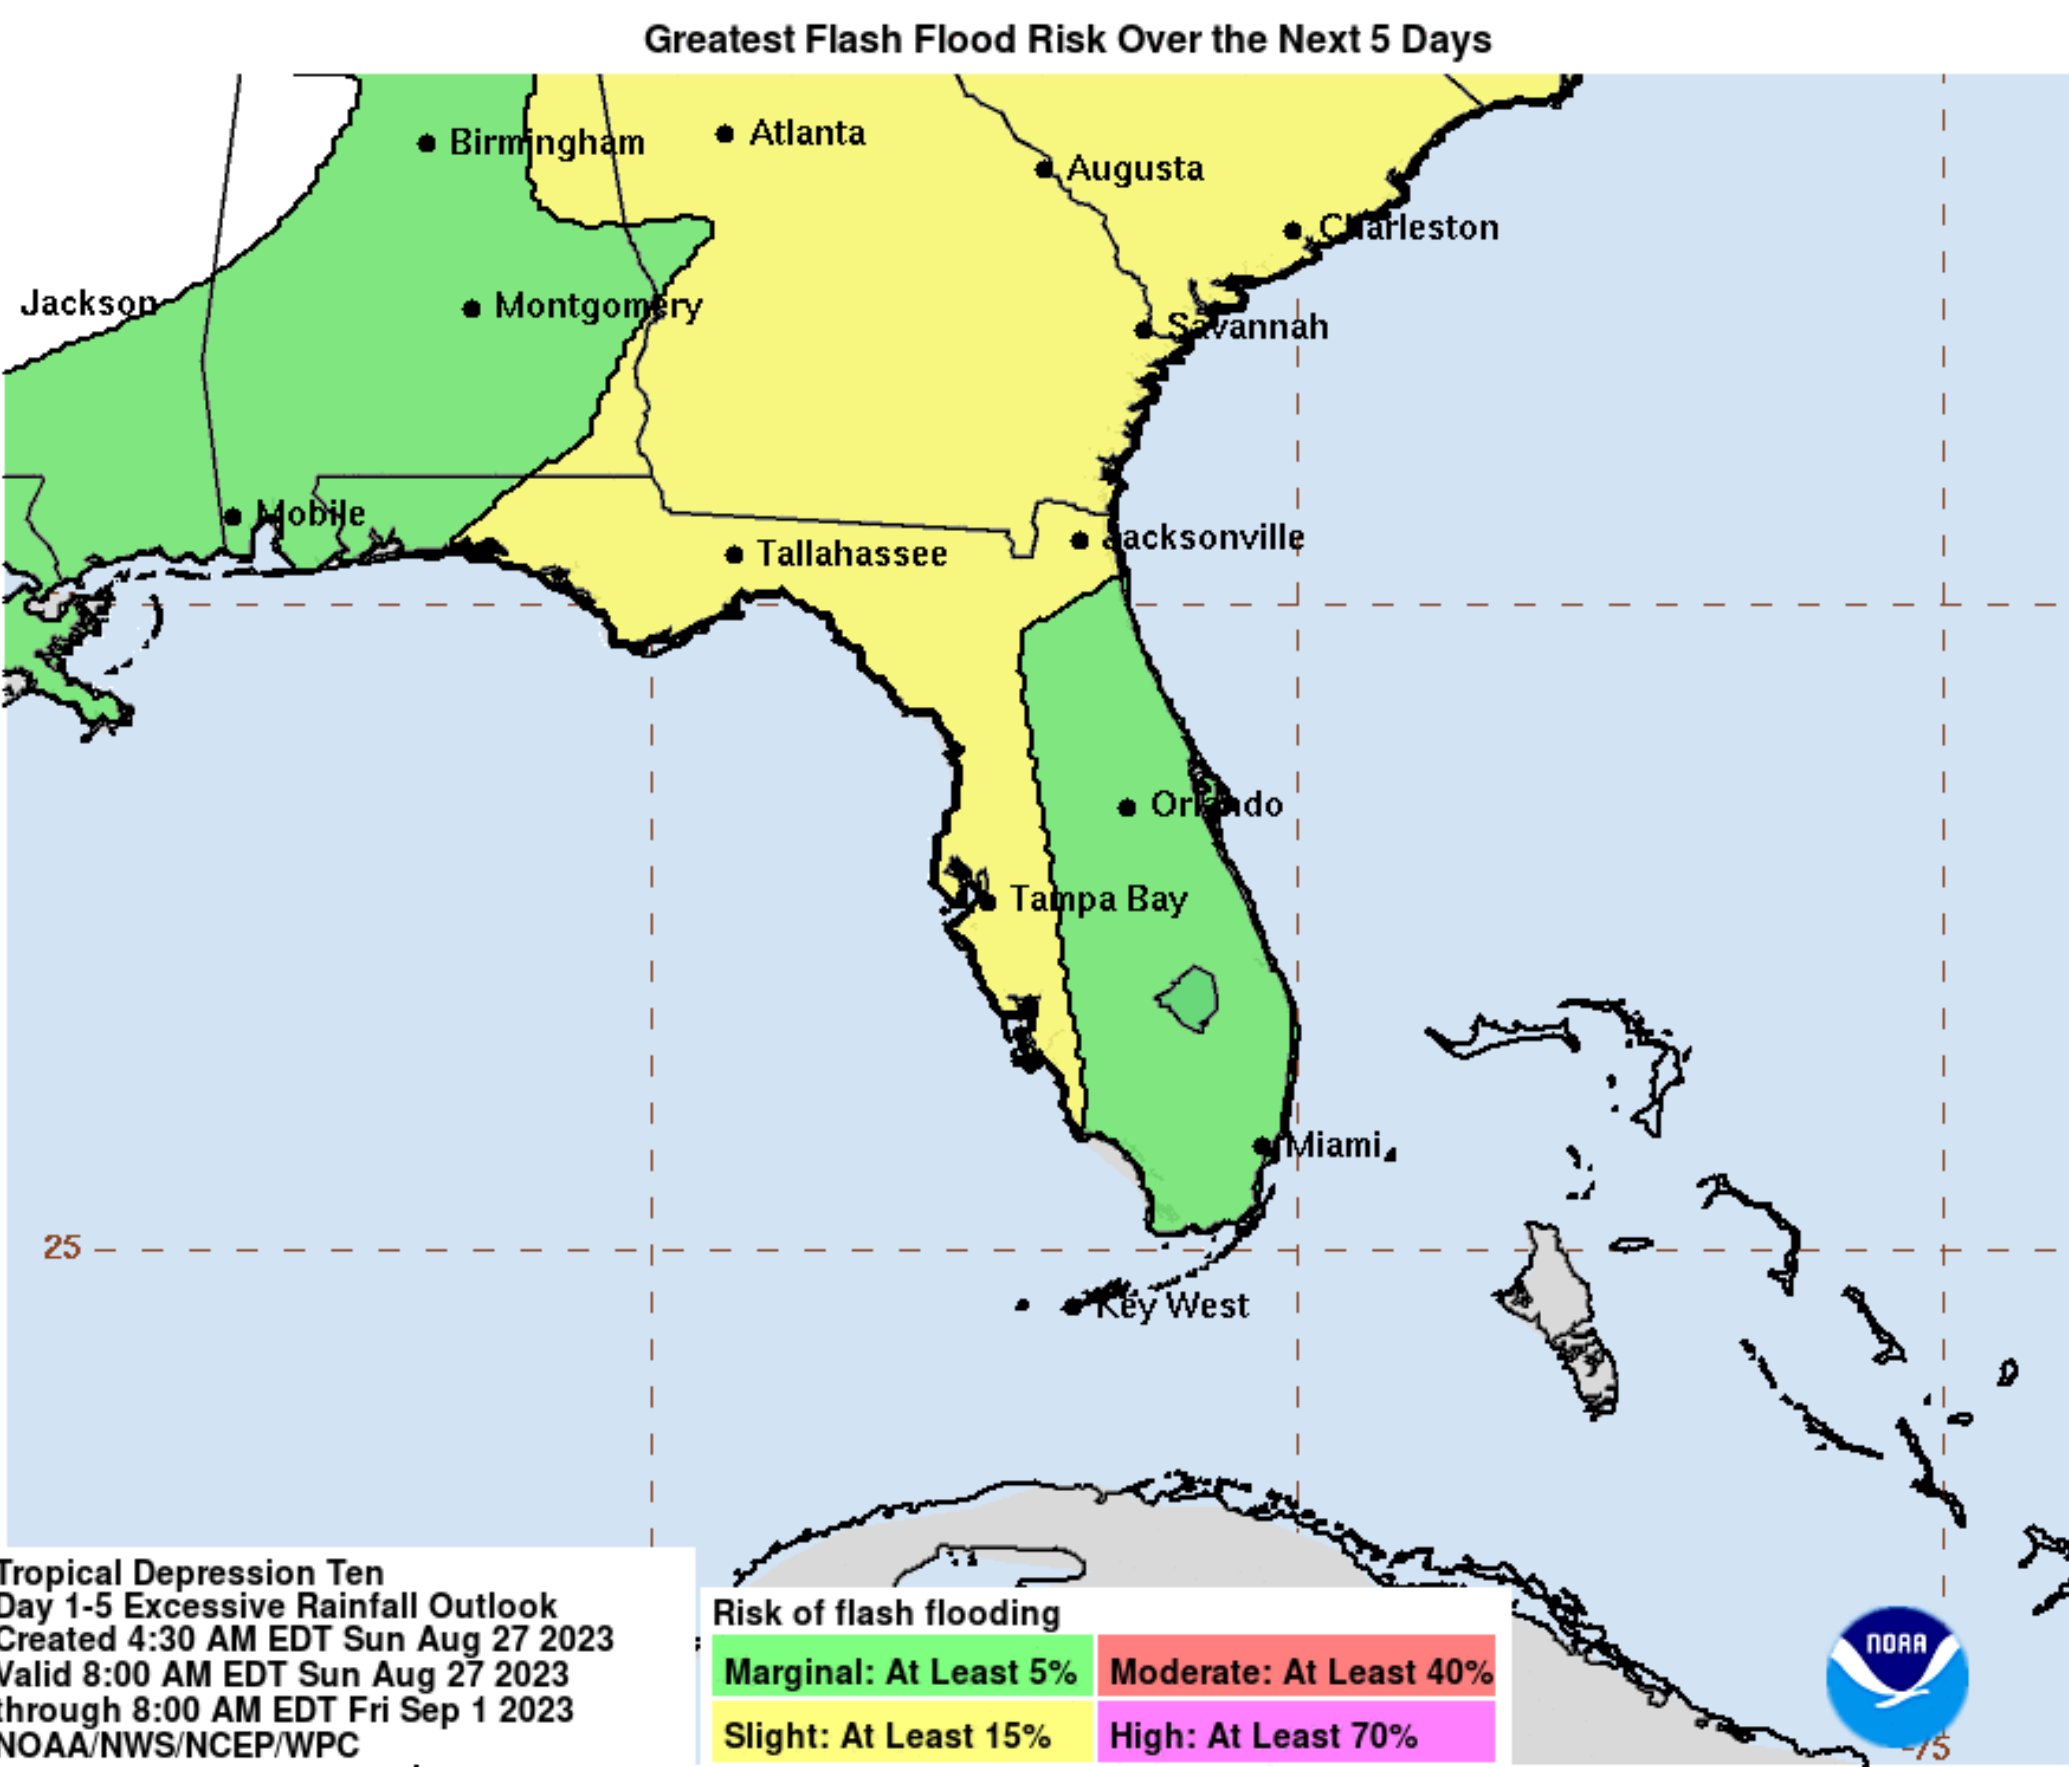 Greatest Flash Flood Risk Over the Next 5 Days
Birmingham
Atlanta
Augusta
Charleston
Jackson
Montgomery
Savannah
Mobile
Tallahassee
Jacksonville
Orlando
Tampa Bay
Miami
25
Key West
Tropical Depression Ten
Day 1-5 Excessive Rainfall Outlook
Created 4:30 AM EDT Sun Aug 27 2023
Valid 8:00 AM EDT Sun Aug 27 2023
through 8:00 AM EDT Fri Sep 1 2023
NOAA/NWS/NCEP/WPC
Risk of flash flooding
Marginal: At Least 5%
Moderate: At Least 40%
Slight: At Least 15%
High: At Least 70%
NOAA
-75